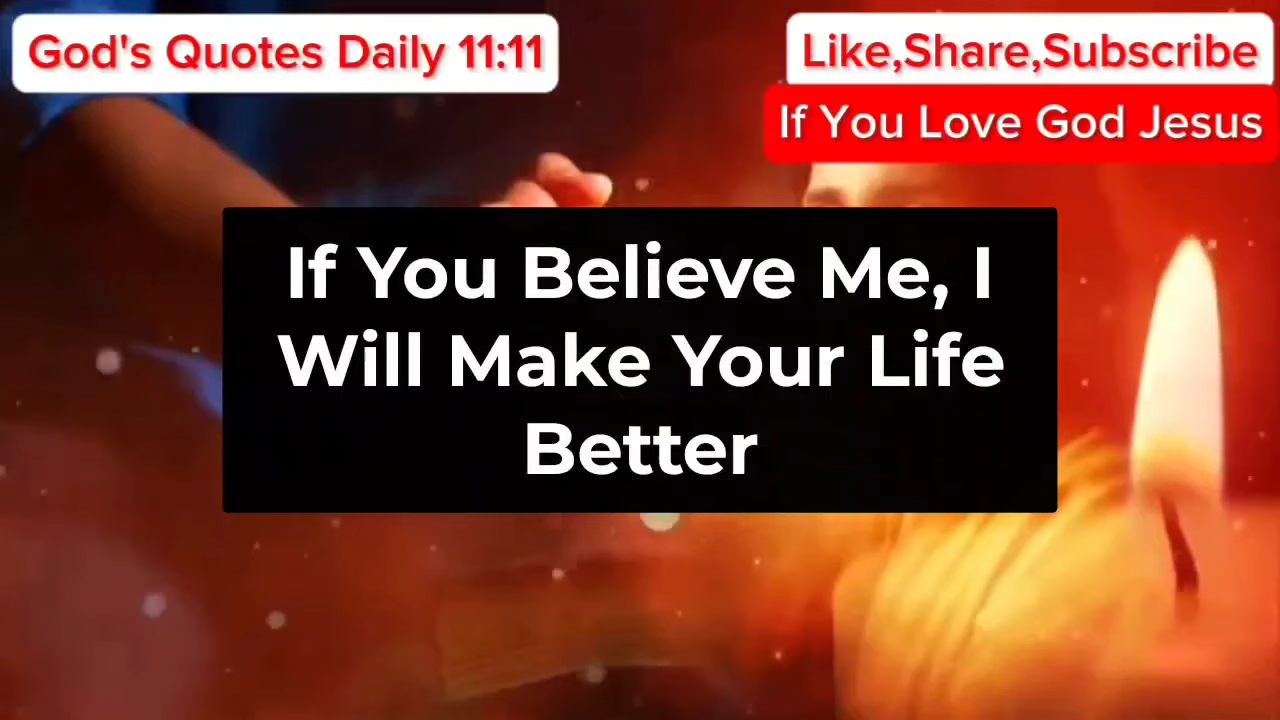 God's Quotes Daily 11:11
Like,Share,Subscribe
If You Love God Jesus
If You Believe Me, I
Will Make Your Life
Better